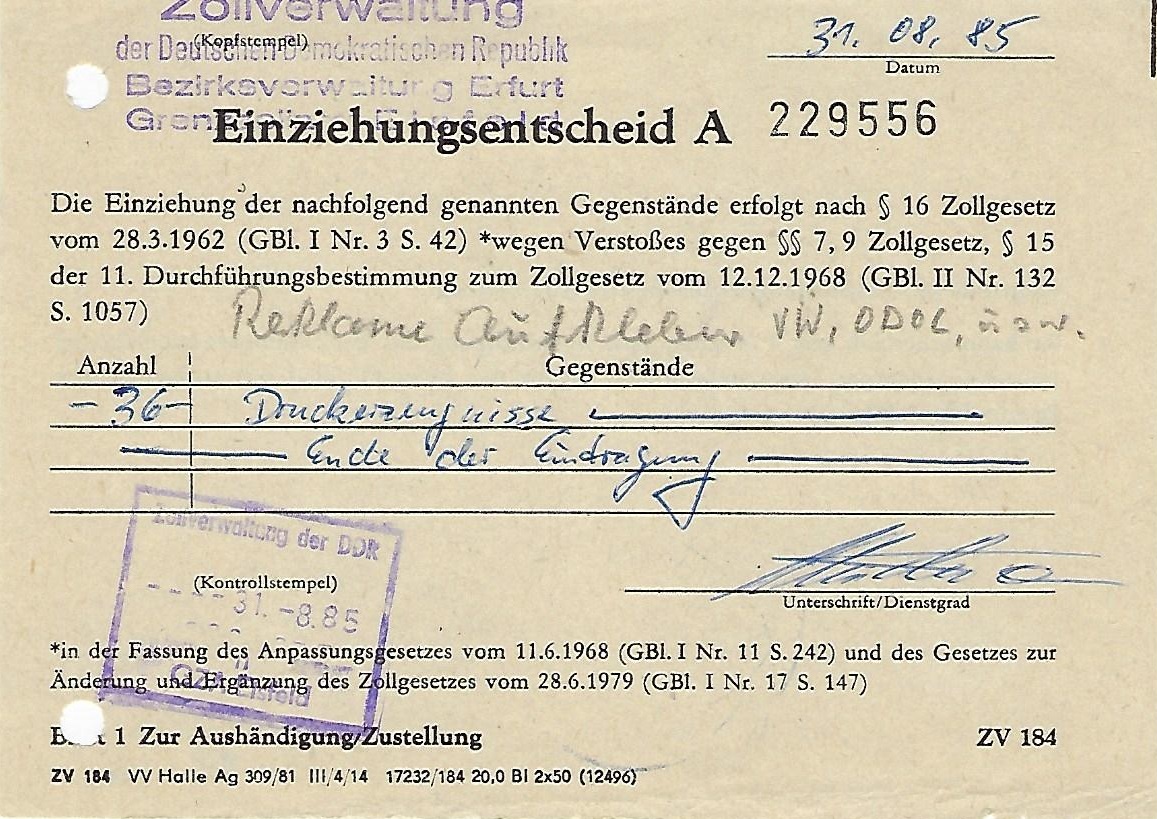 Zollverwaltung
der Deutschen Demokratischen Republik
(Kopfstempel)
Bezirksverwaltung Erfurt
31. 08. 85
Datum
Einziehungsentscheid A 229556
Die Einziehung der nachfolgend genannten Gegenstände erfolgt nach § 16 Zollgesetz
vom 28.3.1962 (GBl. I Nr. 3 S. 42) *wegen Verstoßes gegen §§ 7, 9 Zollgesetz, § 15
der 11. Durchführungsbestimmung zum Zollgesetz vom 12.12.1968 (GBl. II Nr. 132
S. 1057)
Reklame Aufkleber VW, ODOL, usw.
Anzahl Gegenstände
-36- Druckerzeugnisse
Ende der Eintragung
Zollverwaltung der DDR
(Kontrollstempel)
31. -8.85
Eisfeld
Unterschrift/Dienstgrad
*in der Fassung des Anpassungsgesetzes vom 11.6.1968 (GBl. I Nr. 11 S. 242) und des Gesetzes zur
Änderung und Ergänzung des Zollgesetzes vom 28.6.1979 (GBl. I Nr. 17 S. 147)
Blatt 1 Zur Aushändigung/Zustellung ZV 184
ZV 184 VV Halle Ag 309/81 III/4/14 17232/184 20,0 Bl 2x50 (12496)